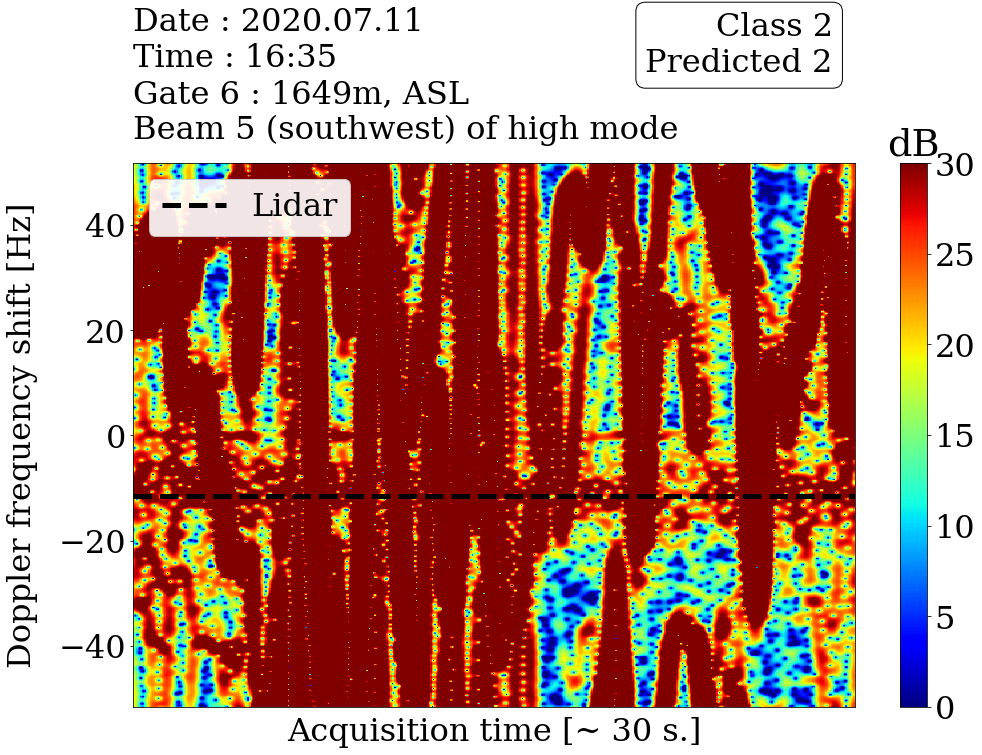 Date : 2020.07.11
Time : 16:35
Gate 6 : 1649m, ASL
Beam 5 (southwest) of high mode
Class 2
Predicted 2
dB
Lidar
Doppler frequency shift [Hz]
40
20
0
−20
−40
30
25
20
15
10
5
0
Acquisition time [~ 30 s.]